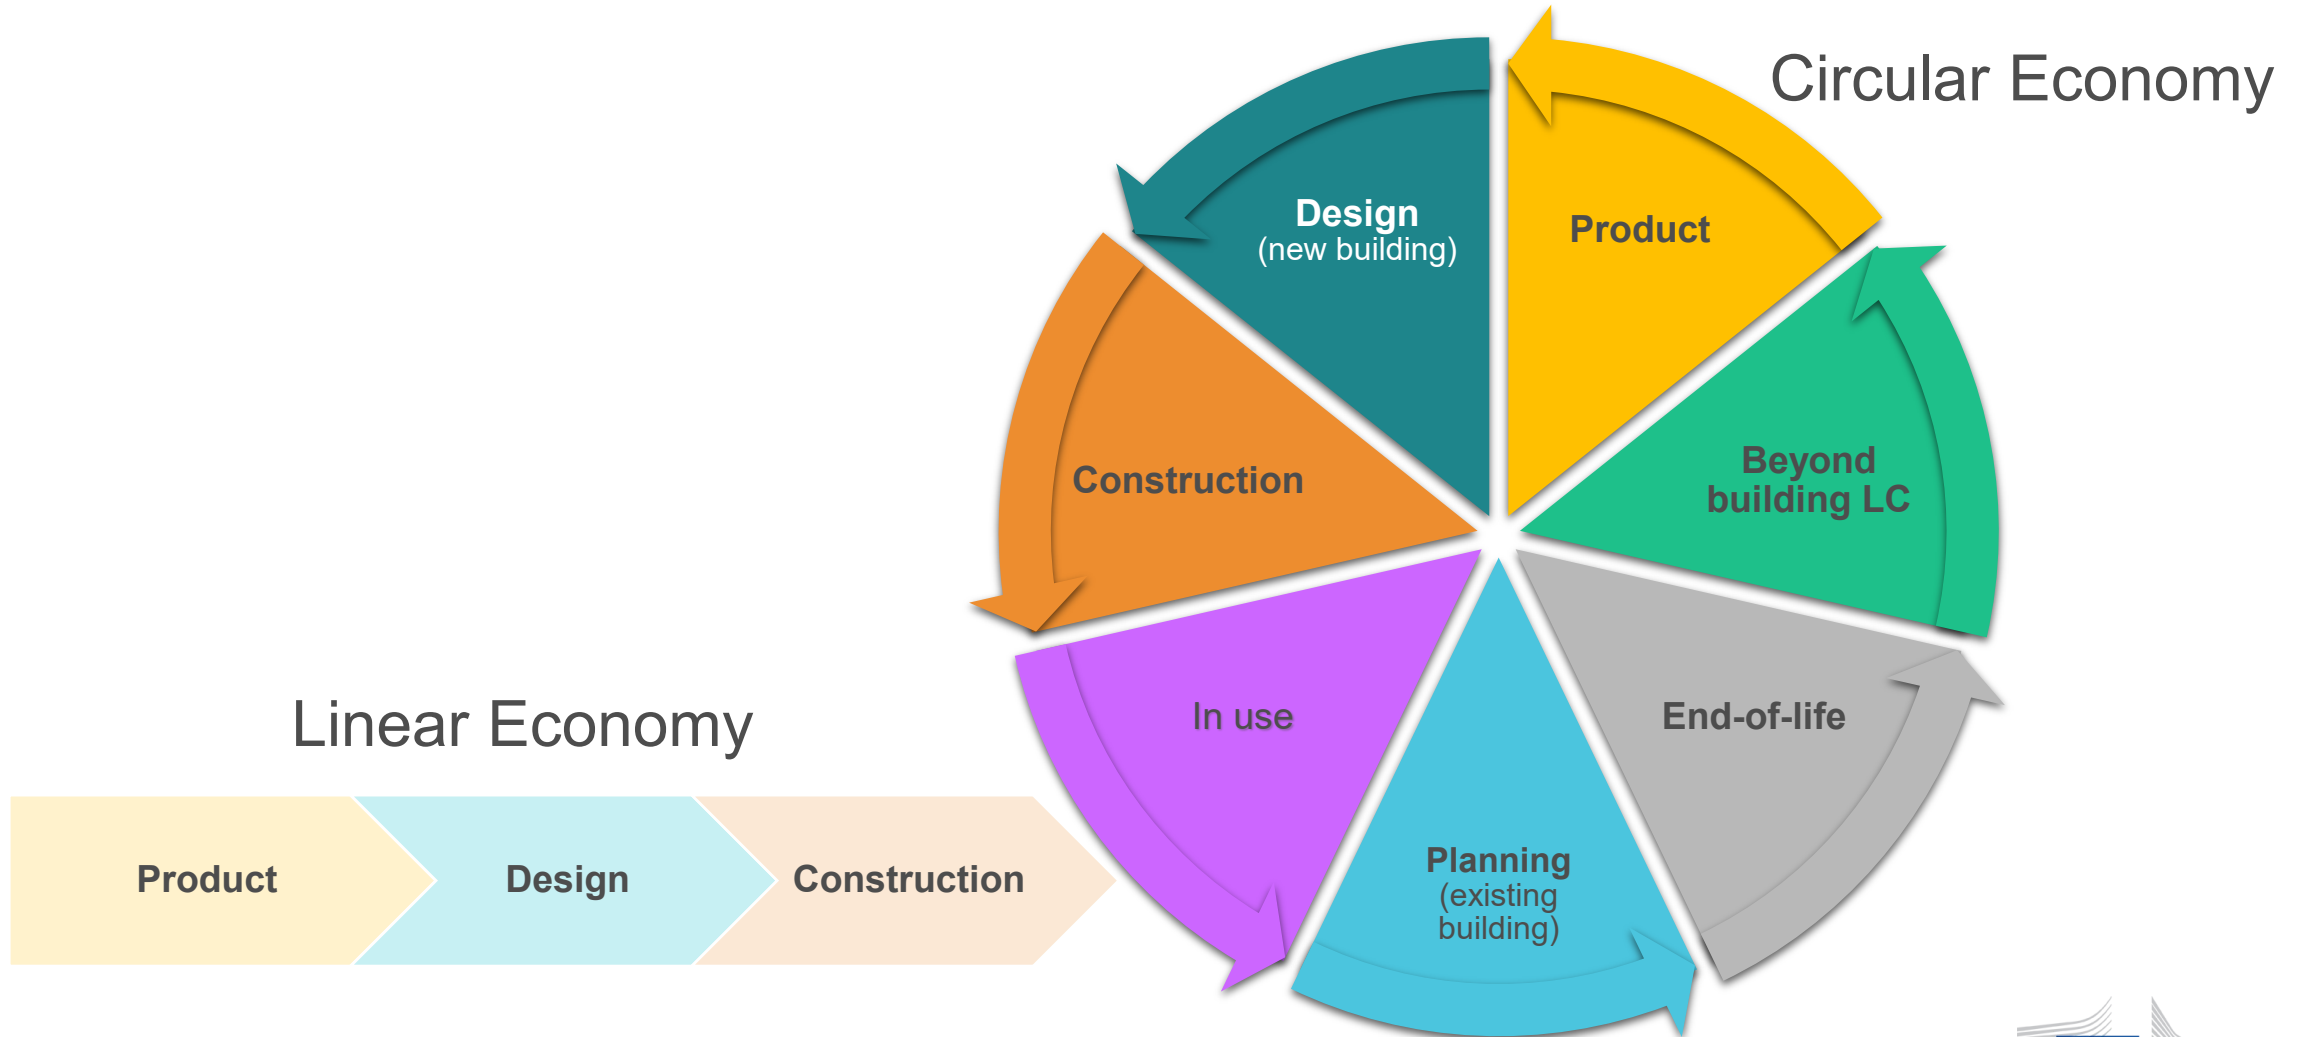 Circular Economy
Design
(new building)
Product
Beyond
building LC
Construction
In use
End-of-life
Planning
(existing
building)
Linear Economy
Product
Design
Construction